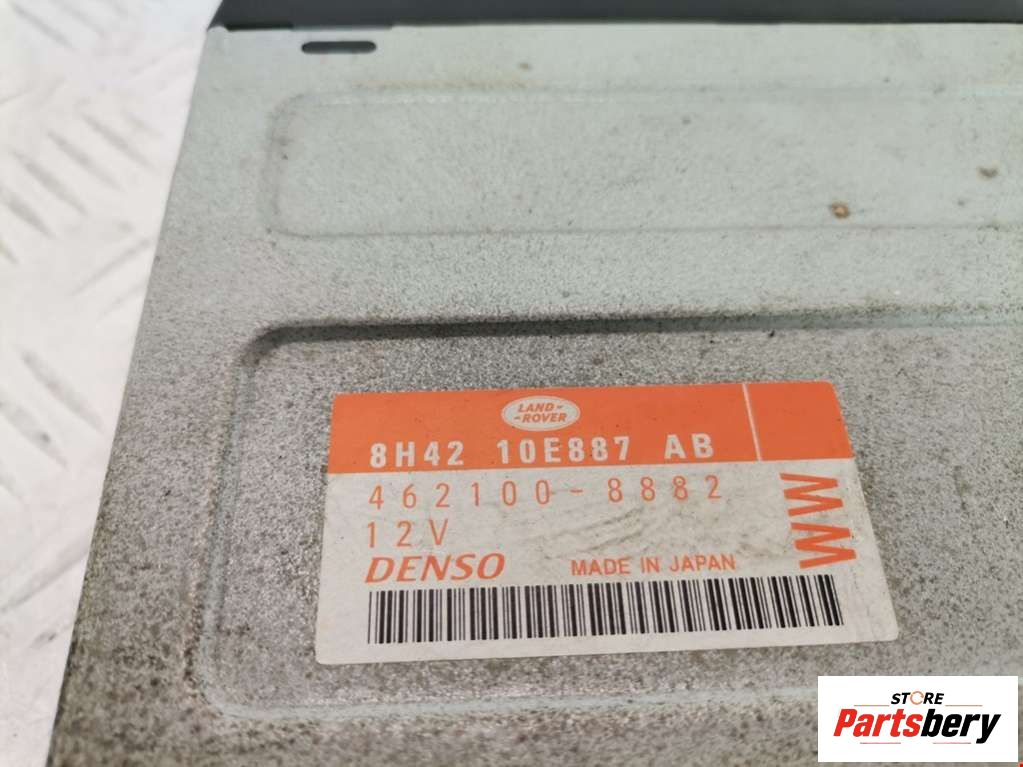 LAND-
-ROVER
8H42 10E887 AB
462100-8882
12V
WW
DENSO MADE IN JAPAN
STORE
Partsbery